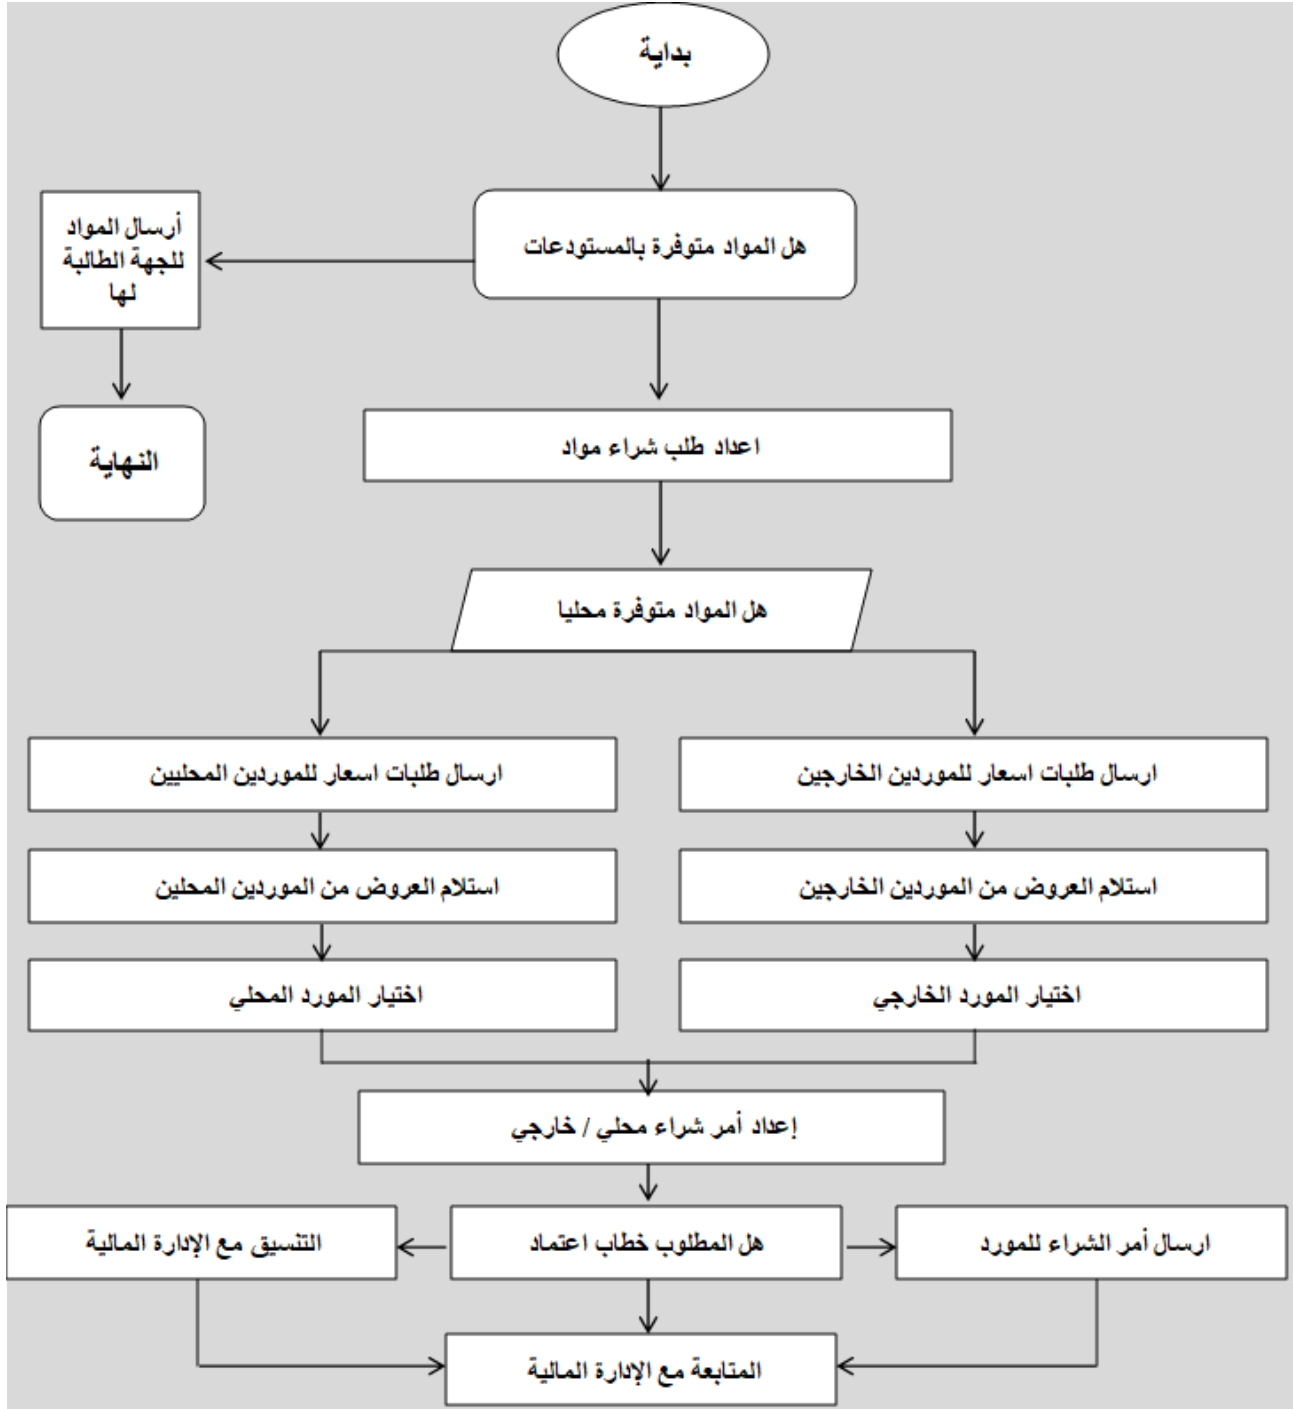 بداية
هل المواد متوفرة بالمستودعات
أرسال المواد
للجهة الطالبة
لها
النهاية
اعداد طلب شراء مواد
هل المواد متوفرة محليا
ارسال طلبات اسعار للموردين الخارجين
ارسال طلبات اسعار للموردين المحليين
استلام العروض من الموردين الخارجين
استلام العروض من الموردين المحلين
اختيار المورد الخارجي
اختيار المورد المحلي
إعداد أمر شراء محلي / خارجي
ارسال أمر الشراء للمورد
هل المطلوب خطاب اعتماد
التنسيق مع الإدارة المالية
المتابعة مع الإدارة المالية